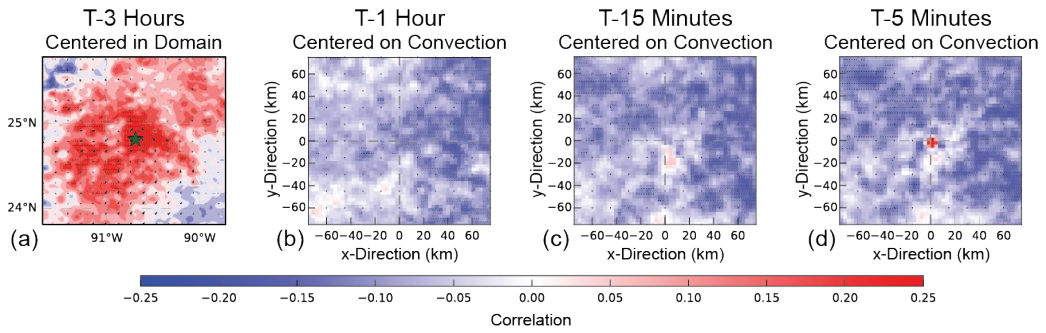 T-3 Hours
Centered in Domain
25°N
24°N
91°W 90°W
(a)
T-1 Hour
Centered on Convection
y-Direction (km)
60
40
20
0
−20
−40
−60
−60 −40 −20 0 20 40 60
x-Direction (km)
(b)
T-15 Minutes
Centered on Convection
y-Direction (km)
60
40
20
0
−20
−40
−60
−60 −40 −20 0 20 40 60
x-Direction (km)
(c)
T-5 Minutes
Centered on Convection
y-Direction (km)
60
40
20
0
−20
−40
−60
−60 −40 −20 0 20 40 60
x-Direction (km)
(d)
−0.25 −0.20 −0.15 −0.10 −0.05 0.00 0.05 0.10 0.15 0.20 0.25
Correlation